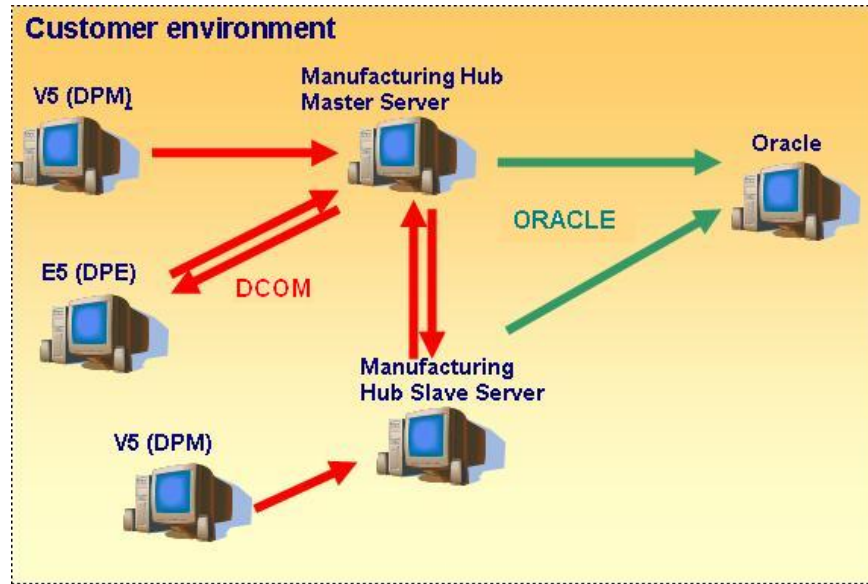 Customer environment
V5 (DPM)
Manufacturing Hub
Master Server
Oracle
ORACLE
E5 (DPE)
DCOM
Manufacturing
Hub Slave Server
V5 (DPM)